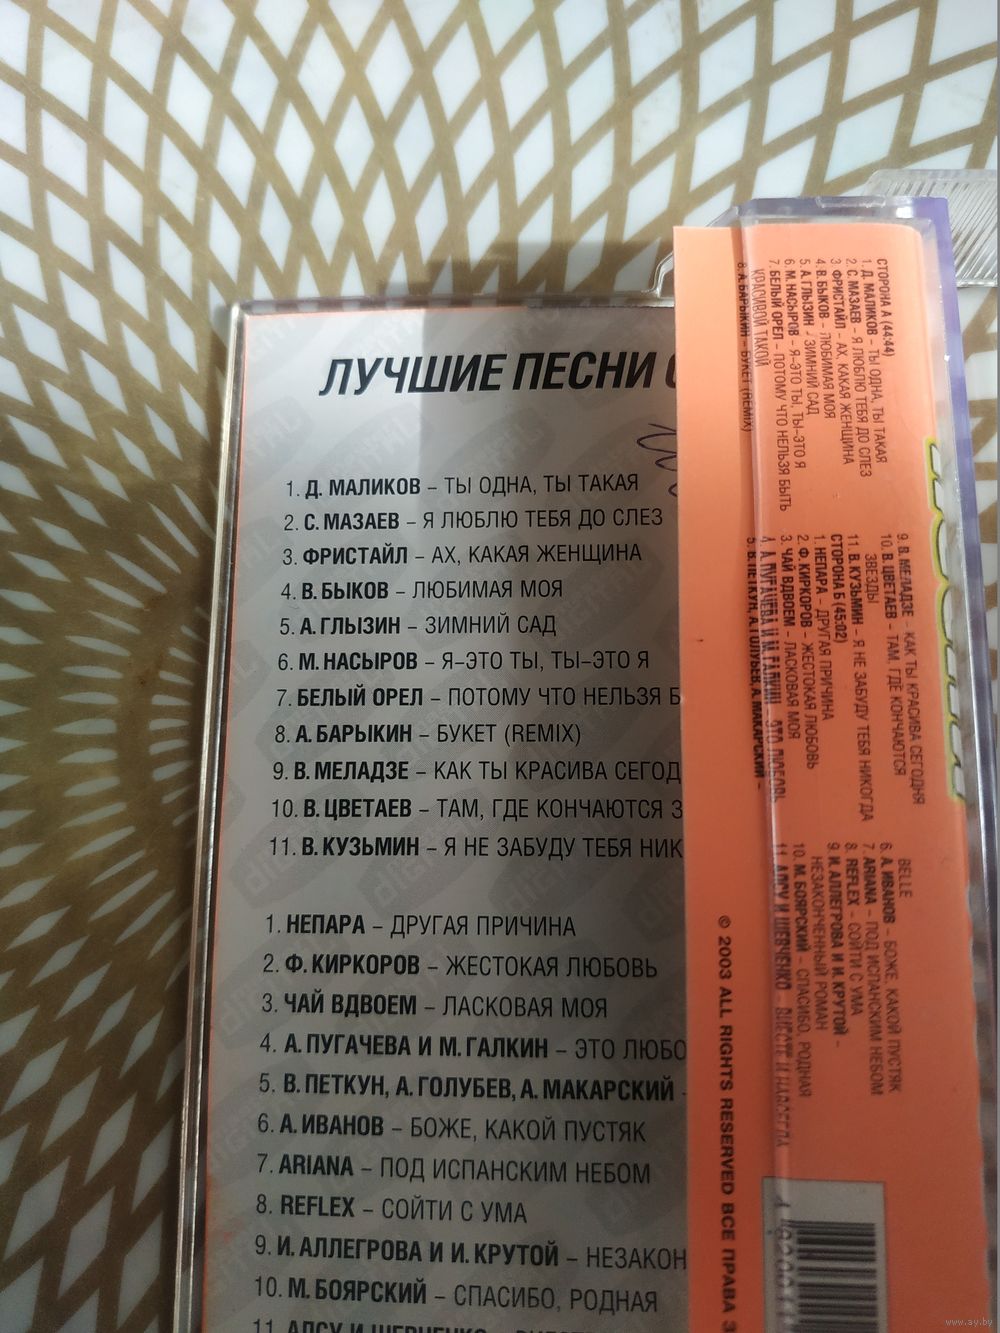 ЛУЧШИЕ ПЕСНИ
1. Д. МАЛИКОВ – ТЫ ОДНА, ТЫ ТАКАЯ
2. С. МАЗАЕВ – Я ЛЮБЛЮ ТЕБЯ ДО СЛЕЗ
3. ФРИСТАЙЛ – АХ, КАКАЯ ЖЕНЩИНА
4. В. БЫКОВ – ЛЮБИМАЯ МОЯ
5. А. ГЛЫЗИН – ЗИМНИЙ САД
6. М. НАСЫРОВ – Я–ЭТО ТЫ, ТЫ–ЭТО Я
7. БЕЛЫЙ ОРЕЛ – ПОТОМУ ЧТО НЕЛЬЗЯ Б
8. А. БАРЫКИН – БУКЕТ (REMIX)
9. В. МЕЛАДЗЕ – КАК ТЫ КРАСИВА СЕГОД
10. В. ЦВЕТАЕВ – ТАМ, ГДЕ КОНЧАЮТСЯ З
11. В. КУЗЬМИН – Я НЕ ЗАБУДУ ТЕБЯ НИК
1. НЕПАРА – ДРУГАЯ ПРИЧИНА
2. Ф. КИРКОРОВ – ЖЕСТОКАЯ ЛЮБОВЬ
3. ЧАЙ ВДВОЕМ – ЛАСКОВАЯ МОЯ
4. А. ПУГАЧЕВА И М. ГАЛКИН – ЭТО ЛЮБО
5. В. ПЕТКУН, А. ГОЛУБЕВ, А. МАКАРСКИЙ -
6. А. ИВАНОВ – БОЖЕ, КАКОЙ ПУСТЯК
7. ARIANA – ПОД ИСПАНСКИМ НЕБОМ
8. REFLEX – СОЙТИ С УМА
9. И. АЛЛЕГРОВА И И. КРУТОЙ – НЕЗАКОН
10. М. БОЯРСКИЙ – СПАСИБО, РОДНАЯ
11. АЛСУ И ШЕВЧЕНКО –
СТОРОНА А (44:44)
1. Д. МАЛИКОВ – ТЫ ОДНА, ТЫ ТАКАЯ
2. С. МАЗАЕВ – Я ЛЮБЛЮ ТЕБЯ ДО СЛЕЗ
3 ФРИСТАЙЛ – АХ, КАКАЯ ЖЕНЩИНА
4. В. БЫКОВ – ЛЮБИМАЯ МОЯ
5. А. ГЛЫЗИН – ЗИМНИЙ САД
6. М. НАСЫРОВ – Я–ЭТО ТЫ, ТЫ–ЭТО Я
7. БЕЛЫЙ ОРЕЛ – ПОТОМУ ЧТО НЕЛЬЗЯ БЫТЬ
КРАСИВОЙ ТАКОЙ
8. А. БАРЫКИН – БУКЕТ (REMIX)
9. В. МЕЛАДЗЕ – КАК ТЫ КРАСИВА СЕГОДНЯ
10. В. ЦВЕТАЕВ – ТАМ, ГДЕ КОНЧАЮТСЯ
ЗВЕЗДЫ
11. В. КУЗЬМИН – Я НЕ ЗАБУДУ ТЕБЯ НИКОГДА
СТОРОНА Б (45:02)
1. НЕПАРА – ДРУГАЯ ПРИЧИНА
2. Ф. КИРКОРОВ – ЖЕСТОКАЯ ЛЮБОВЬ
3. ЧАЙ ВДВОЕМ – ЛАСКОВАЯ МОЯ
4. А. ПУГАЧЕВА И М. ГАЛКИН – ЭТО ЛЮБОВЬ
5. В. ПЕТКУН, А. ГОЛУБЕВ, А. МАКАРСКИЙ –
BELLE
6. А. ИВАНОВ – БОЖЕ, КАКОЙ ПУСТЯК
7. ARIANA – ПОД ИСПАНСКИМ НЕБОМ
8. REFLEX – СОЙТИ С УМА
9. И. АЛЛЕГРОВА И И. КРУТОЙ –
НЕЗАКОНЧЕННЫЙ РОМАН
10. М. БОЯРСКИЙ – СПАСИБО, РОДНАЯ
11. АЛСУ И ШЕВЧЕНКО – ВМЕСТЕ И НАВСЕГДА
© 2003 ALL RIGHTS RESERVED ВСЕ ПРАВА З
www.ay.by